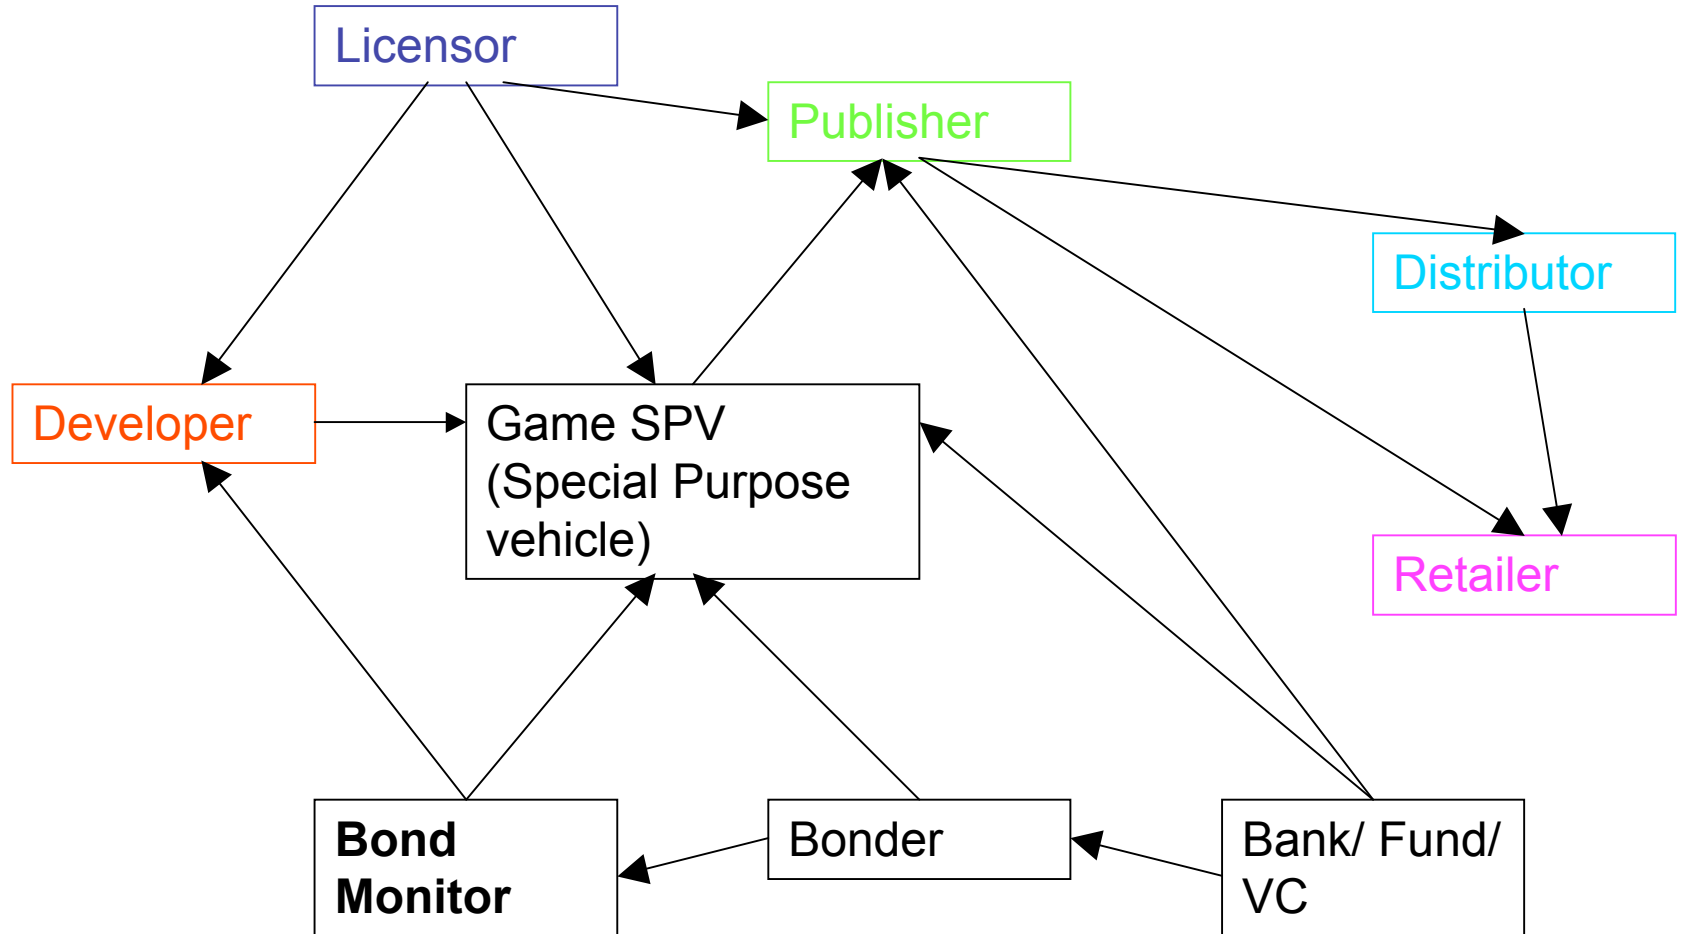 Licensor
Publisher
Distributor
Developer
Game SPV
(Special Purpose
vehicle)
Retailer
Bond
Monitor
Bonder
Bank/ Fund/
VC